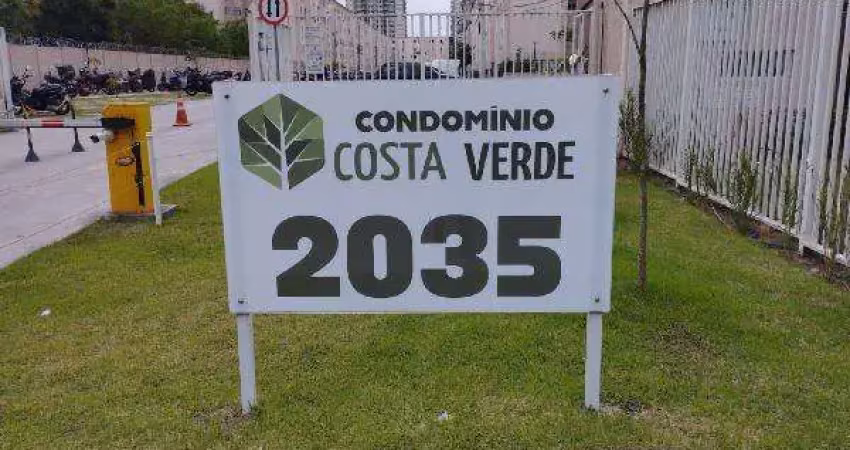 CONDOMÍNIO
COSTA VERDE
2035